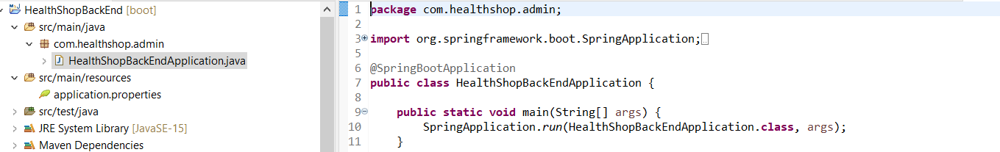 HealthShopBackEnd [boot]
src/main/java
com.healthshop.admin
HealthShopBackEndApplication.java
src/main/resources
application.properties
src/test/java
JRE System Library [JavaSE-15]
Maven Dependencies
1 package com.healthshop.admin;
2
3 import org.springframework.boot.SpringApplication;
5
6 @SpringBootApplication
7 public class HealthShopBackEndApplication {
8
9 public static void main(String[] args) {
10 SpringApplication.run(HealthShopBackEndApplication.class, args);
11 }